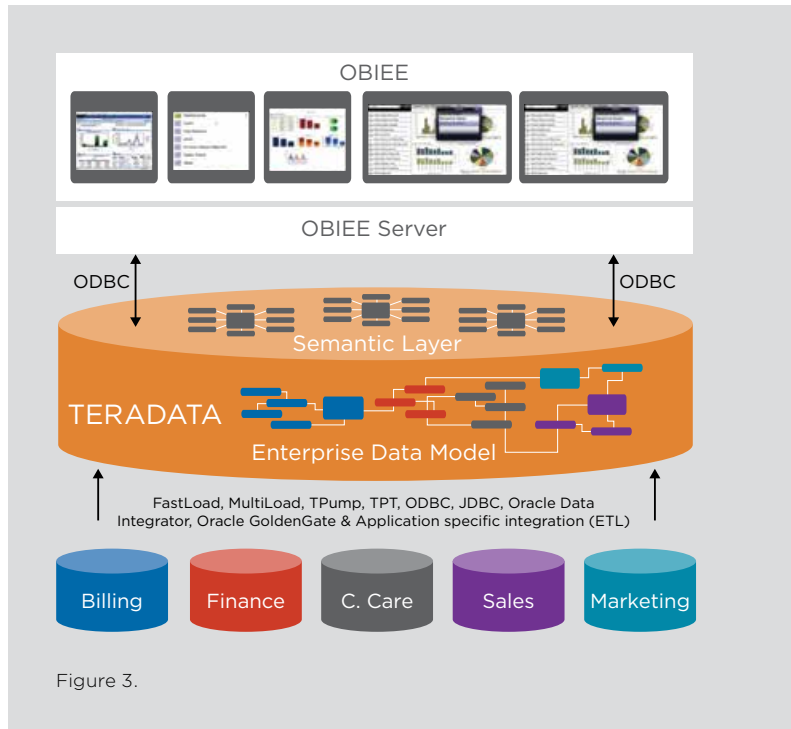 OBIEE
OBIEE Server
ODBC
ODBC
Semantic Layer
TERADATA
Enterprise Data Model
FastLoad, MultiLoad, TPump, TPT, ODBC, JDBC, Oracle Data
Integrator, Oracle GoldenGate & Application specific integration (ETL)
Billing
Finance
C. Care
Sales
Marketing
Figure 3.